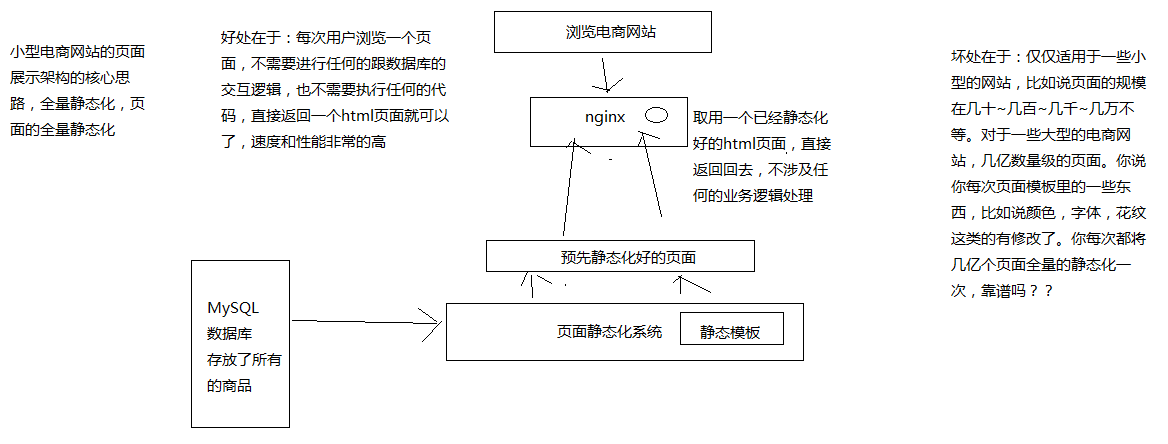 小型电商网站的页面
展示架构的核心思
路，全量静态化，页
面的全量静态化
好处在于：每次用户浏览一个页
面，不需要进行任何的跟数据库的
交互逻辑，也不需要执行任何的代
码，直接返回一个html页面就可以
了，速度和性能非常的高
浏览电商网站
nginx
取用一个已经静态化
好的html页面，直接
返回回去，不涉及任
何的业务逻辑处理
预先静态化好的页面
页面静态化系统
静态模板
MySQL
数据库
存放了所有
的商品
坏处在于：仅仅适用于一些小
型的网站，比如说页面的规模
在几十~几百~几千~几万不
等。对于一些大型的电商网
站，几亿数量级的页面。你说
你每次页面模板里的一些东
西，比如说颜色，字体，花纹
这类的有修改了。你每次都将
几亿个页面全量的静态化一
次，靠谱吗？？